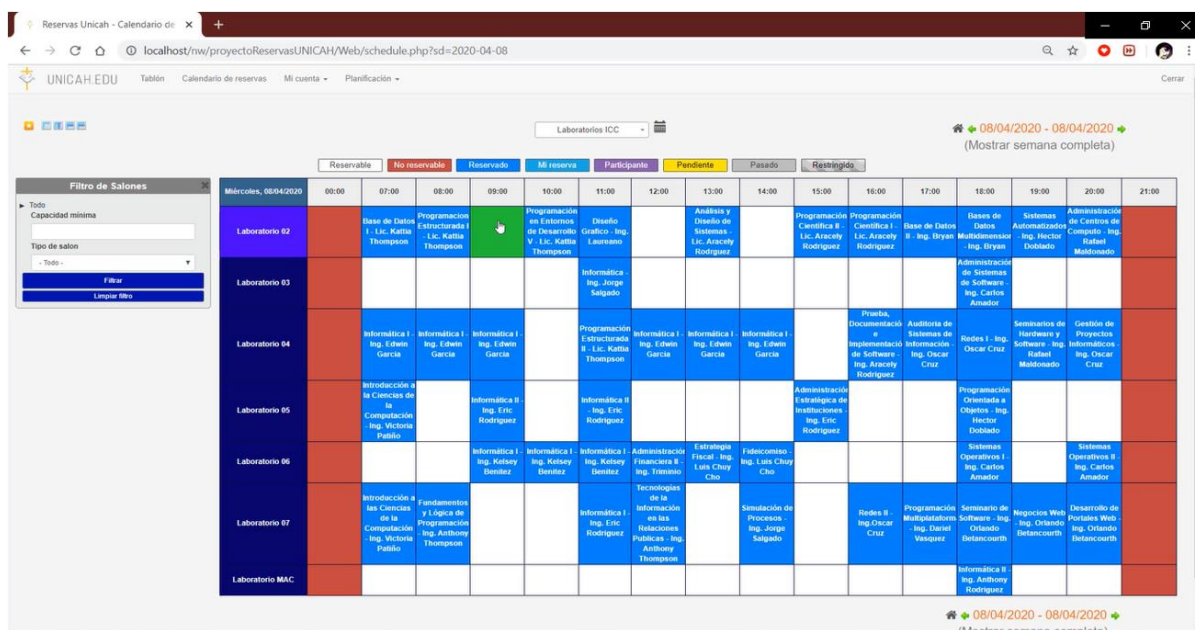 Reservas Unicah - Calendario de
localhost/nw/proyectoReservasUNICAH/Web/schedule.php?sd=2020-04-08
UNICAH.EDU Tablón Calendario de reservas Mi cuenta Planificación Cerrar
Laboratorios ICC
08/04/2020 - 08/04/2020
(Mostrar semana completa)
Reservable No reservable Reservado Mi reserva Participante Pendiente Pasado Restringido
Filtro de Salones
Todo
Capacidad mínima
Tipo de salon
- Todo -
Filtrar
Limpiar filtro
Miércoles, 08/04/2020 00:00 07:00 08:00 09:00 10:00 11:00 12:00 13:00 14:00 15:00 16:00 17:00 18:00 19:00 20:00 21:00
Laboratorio 02
Base de Datos
I - Lic. Kattia
Thompson
Programacion
Estructurada I
- Lic. Kattia
Thompson
Programación
en Entornos
de Desarrollo
V - Lic. Kattia
Thompson
Diseño
Grafico - Ing.
Laureano
Análisis y
Diseño de
Sistemas -
Lic. Aracely
Rodrguez
Programación
Científica II -
Lic. Aracely
Rodriguez
Programación
Científica I -
Lic. Aracely
Rodriguez
Base de Datos
II - Ing. Bryan
Bases de
Datos
Multidimension
- Ing. Bryan
Sistemas
Automatizados
- Ing. Hector
Doblado
Administración
de Centros de
Computo - Ing.
Rafael
Maldonado
Laboratorio 03
Informática -
Ing. Jorge
Salgado
Administración
de Sistemas
de Software -
Ing. Carlos
Amador
Laboratorio 04
Informática I -
Ing. Edwin
Garcia
Informática I -
Ing. Edwin
Garcia
Informática I -
Ing. Edwin
Garcia
Programación
Estructurada
II - Lic. Kattia
Thompson
Informática I -
Ing. Edwin
Garcia
Informática I -
Ing. Edwin
Garcia
Informática I -
Ing. Edwin
Garcia
Prueba,
Documentació
e
Implementació
de Software -
Ing. Aracely
Rodriguez
Auditoria de
Sistemas de
Información -
Ing. Oscar
Cruz
Redes I - Ing.
Oscar Cruz
Seminarios de
Hardware y
Software - Ing.
Rafael
Maldonado
Gestión de
Proyectos
Informáticos -
Ing. Oscar
Cruz
Laboratorio 05
Introducción a
la Ciencias de
la
Computación
- Ing. Victoria
Patiño
Informática II -
Ing. Eric
Rodriguez
Informática II
- Ing. Eric
Rodriguez
Administración
Estratégica de
Instituciones -
Ing. Eric
Rodriguez
Programación
Orientada a
Objetos - Ing.
Hector
Doblado
Laboratorio 06
Informática I -
Ing. Kelsey
Benitez
Informática I -
Ing. Kelsey
Benitez
Informática I -
Ing. Kelsey
Benitez
Administración
Financiera II -
Ing. Triminio
Estrategia
Fiscal - Ing.
Luis Chuy
Cho
Fideicomiso -
Ing. Luis Chuy
Cho
Sistemas
Operativos I -
Ing. Carlos
Amador
Sistemas
Operativos II -
Ing. Carlos
Amador
Laboratorio 07
Introducción a
las Ciencias
de la
Computación
- Ing. Victoria
Patiño
Fundamentos
y Lógica de
Programación
- Ing. Anthony
Thompson
Informática I -
Ing. Eric
Rodriguez
Tecnologías
de la
Información
en las
Relaciones
Publicas - Ing.
Anthony
Thompson
Simulación de
Procesos -
Ing. Jorge
Salgado
Redes II -
Ing.Oscar
Cruz
Programación
Multiplataform
- Ing. Dariel
Vasquez
Seminario de
Software - Ing.
Orlando
Betancourth
Negocios Web
- Ing. Orlando
Betancourth
Desarrollo de
Portales Web -
Ing. Orlando
Betancourth
Laboratorio MAC
Informática II -
Ing. Anthony
Rodriguez
08/04/2020 - 08/04/2020
(Mostrar semana completa)